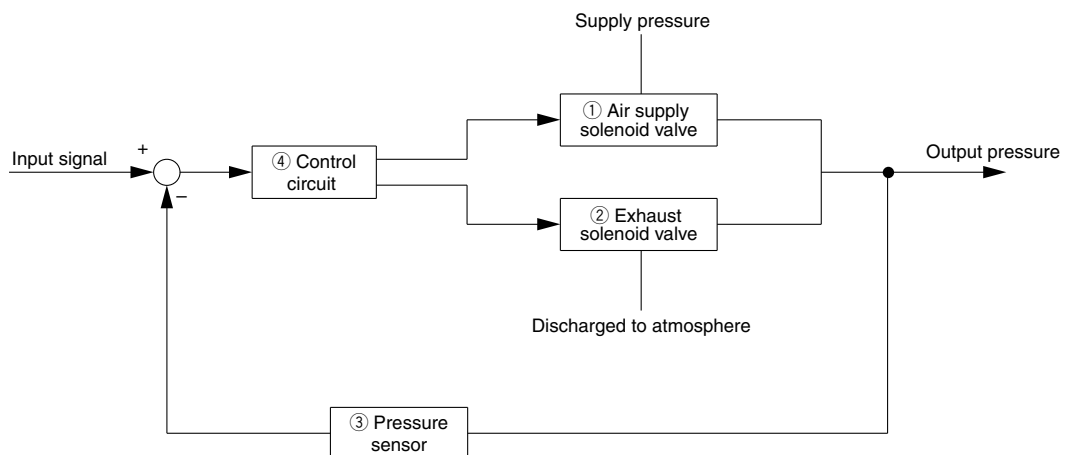 Supply pressure
① Air supply
solenoid valve
Input signal
+
−
④ Control
circuit
Output pressure
② Exhaust
solenoid valve
Discharged to atmosphere
③ Pressure
sensor